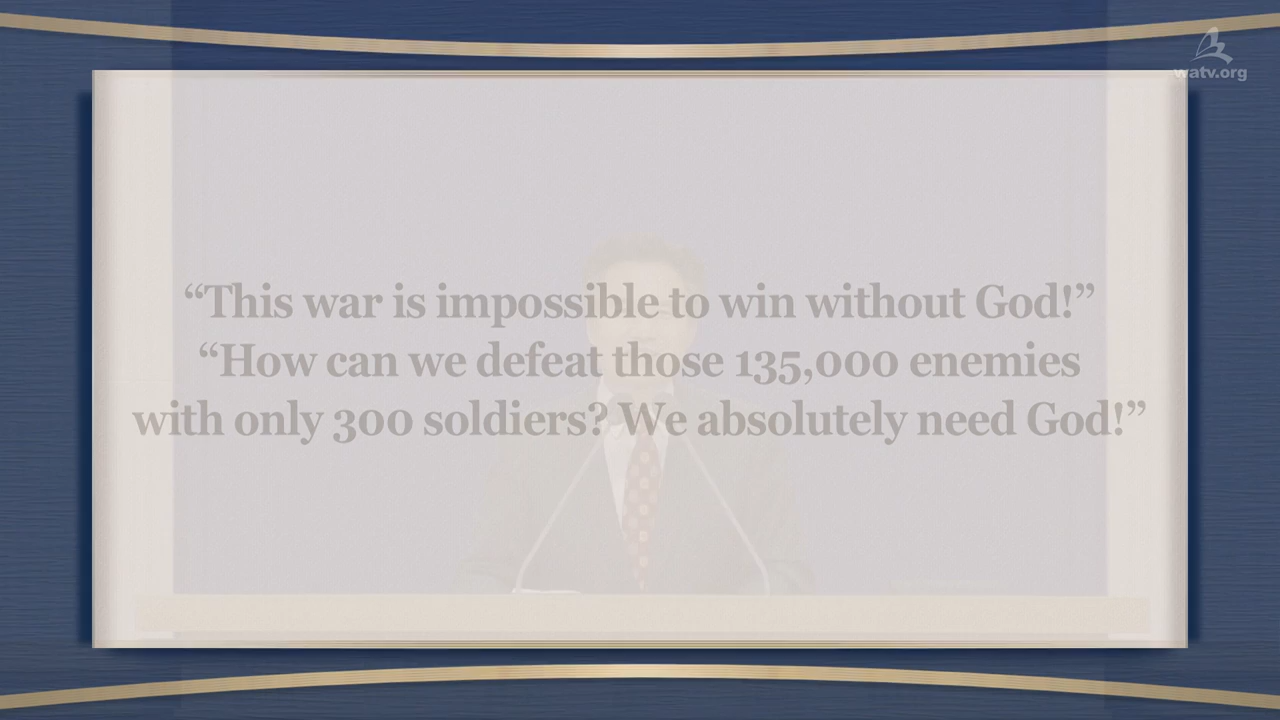 watv.org
“This war is impossible to win without God!”
“How can we defeat those 135,000 enemies
with only 300 soldiers? We absolutely need God!”